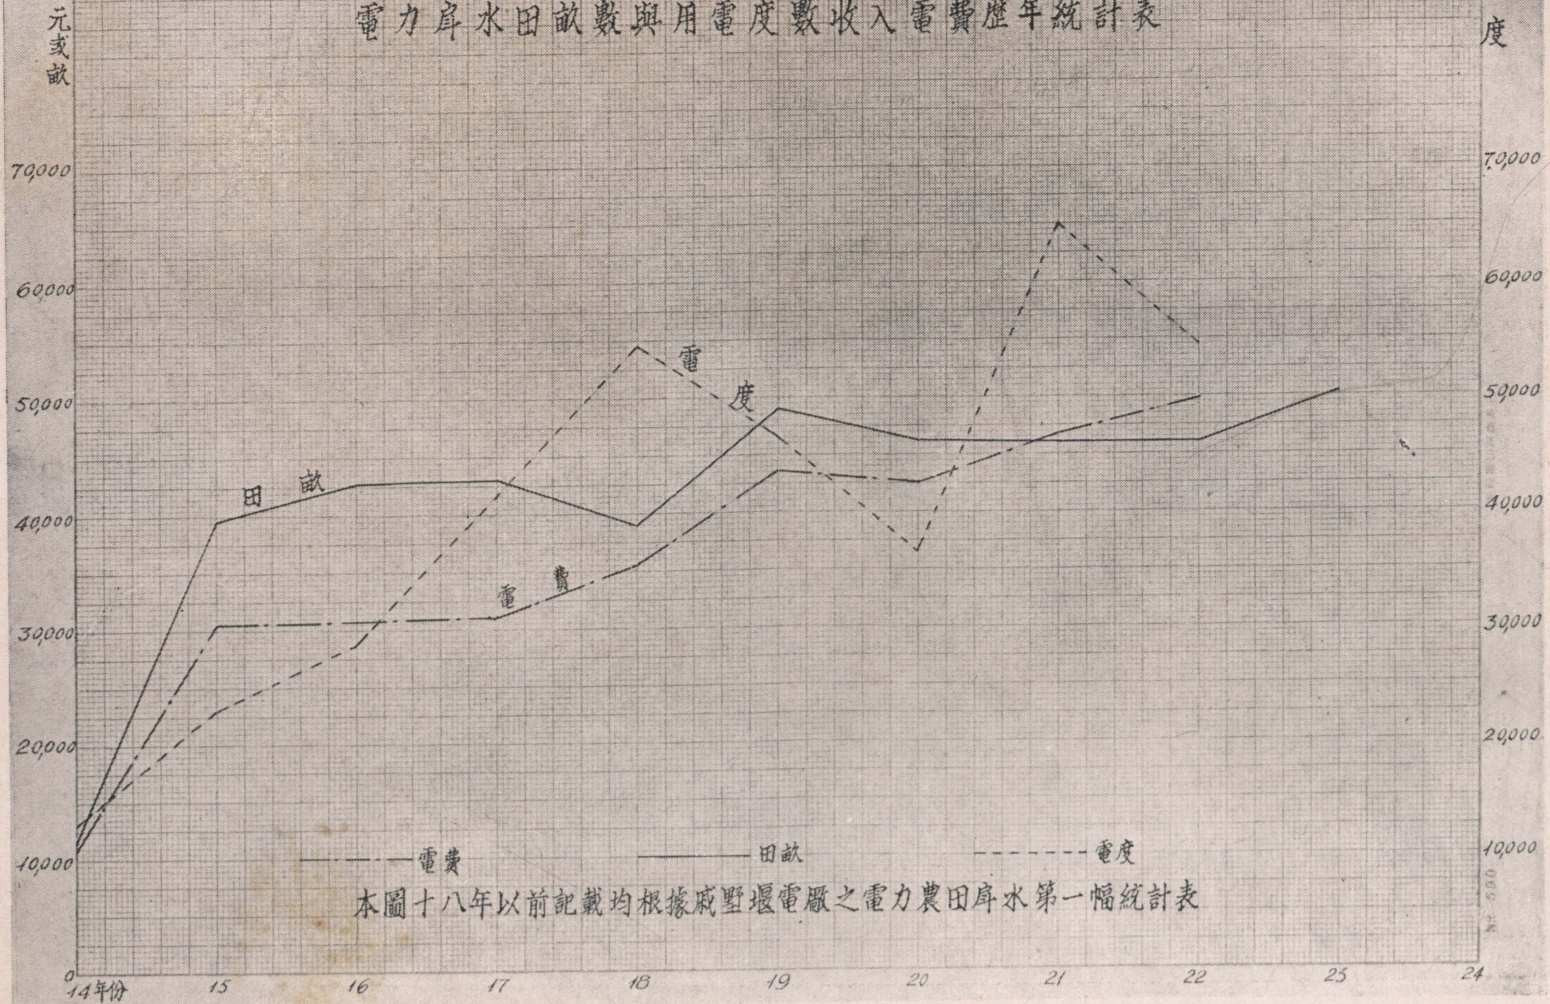 電力戽水田畝數與用電度數收入電費歷年統計表
元或畝
度
70,000
60,000
50,000
40,000
30,000
20,000
10,000
0
70,000
60,000
50,000
40,000
30,000
20,000
10,000
電度
田畝
電費
電費
田畝
電度
本圖十八年以前記載均根據戚墅堰電廠之電力農田戽水第一幅統計表
14年份 15 16 17 18 19 20 21 22 23 24